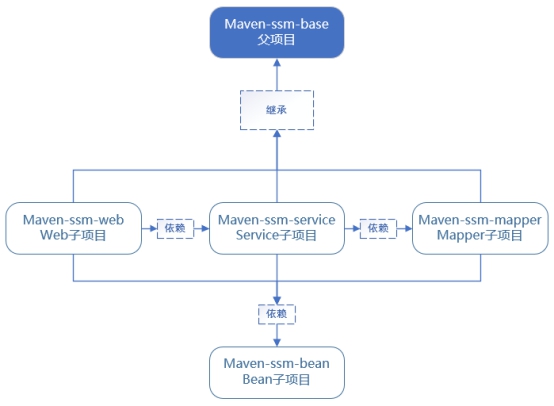 Maven-ssm-base
父项目
继承
Maven-ssm-web
Web子项目
依赖
Maven-ssm-service
Service子项目
依赖
Maven-ssm-mapper
Mapper子项目
依赖
Maven-ssm-bean
Bean子项目